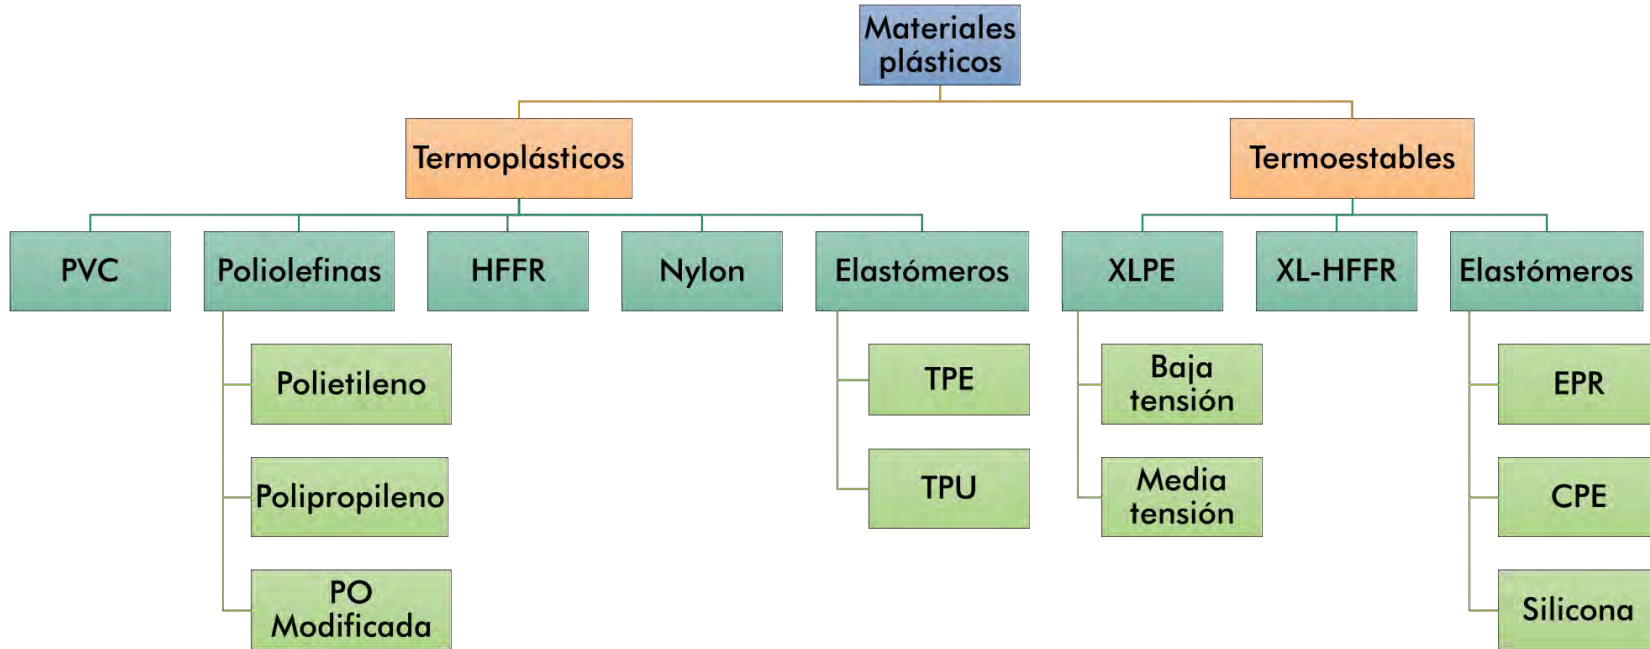 Materiales
plásticos
Termoplásticos
Termoestables
PVC
Poliolefinas
HFFR
Nylon
Elastómeros
XLPE
XL-HFFR
Elastómeros
Polietileno
Polipropileno
PO
Modificada
TPE
TPU
Baja
tensión
Media
tensión
EPR
CPE
Silicona